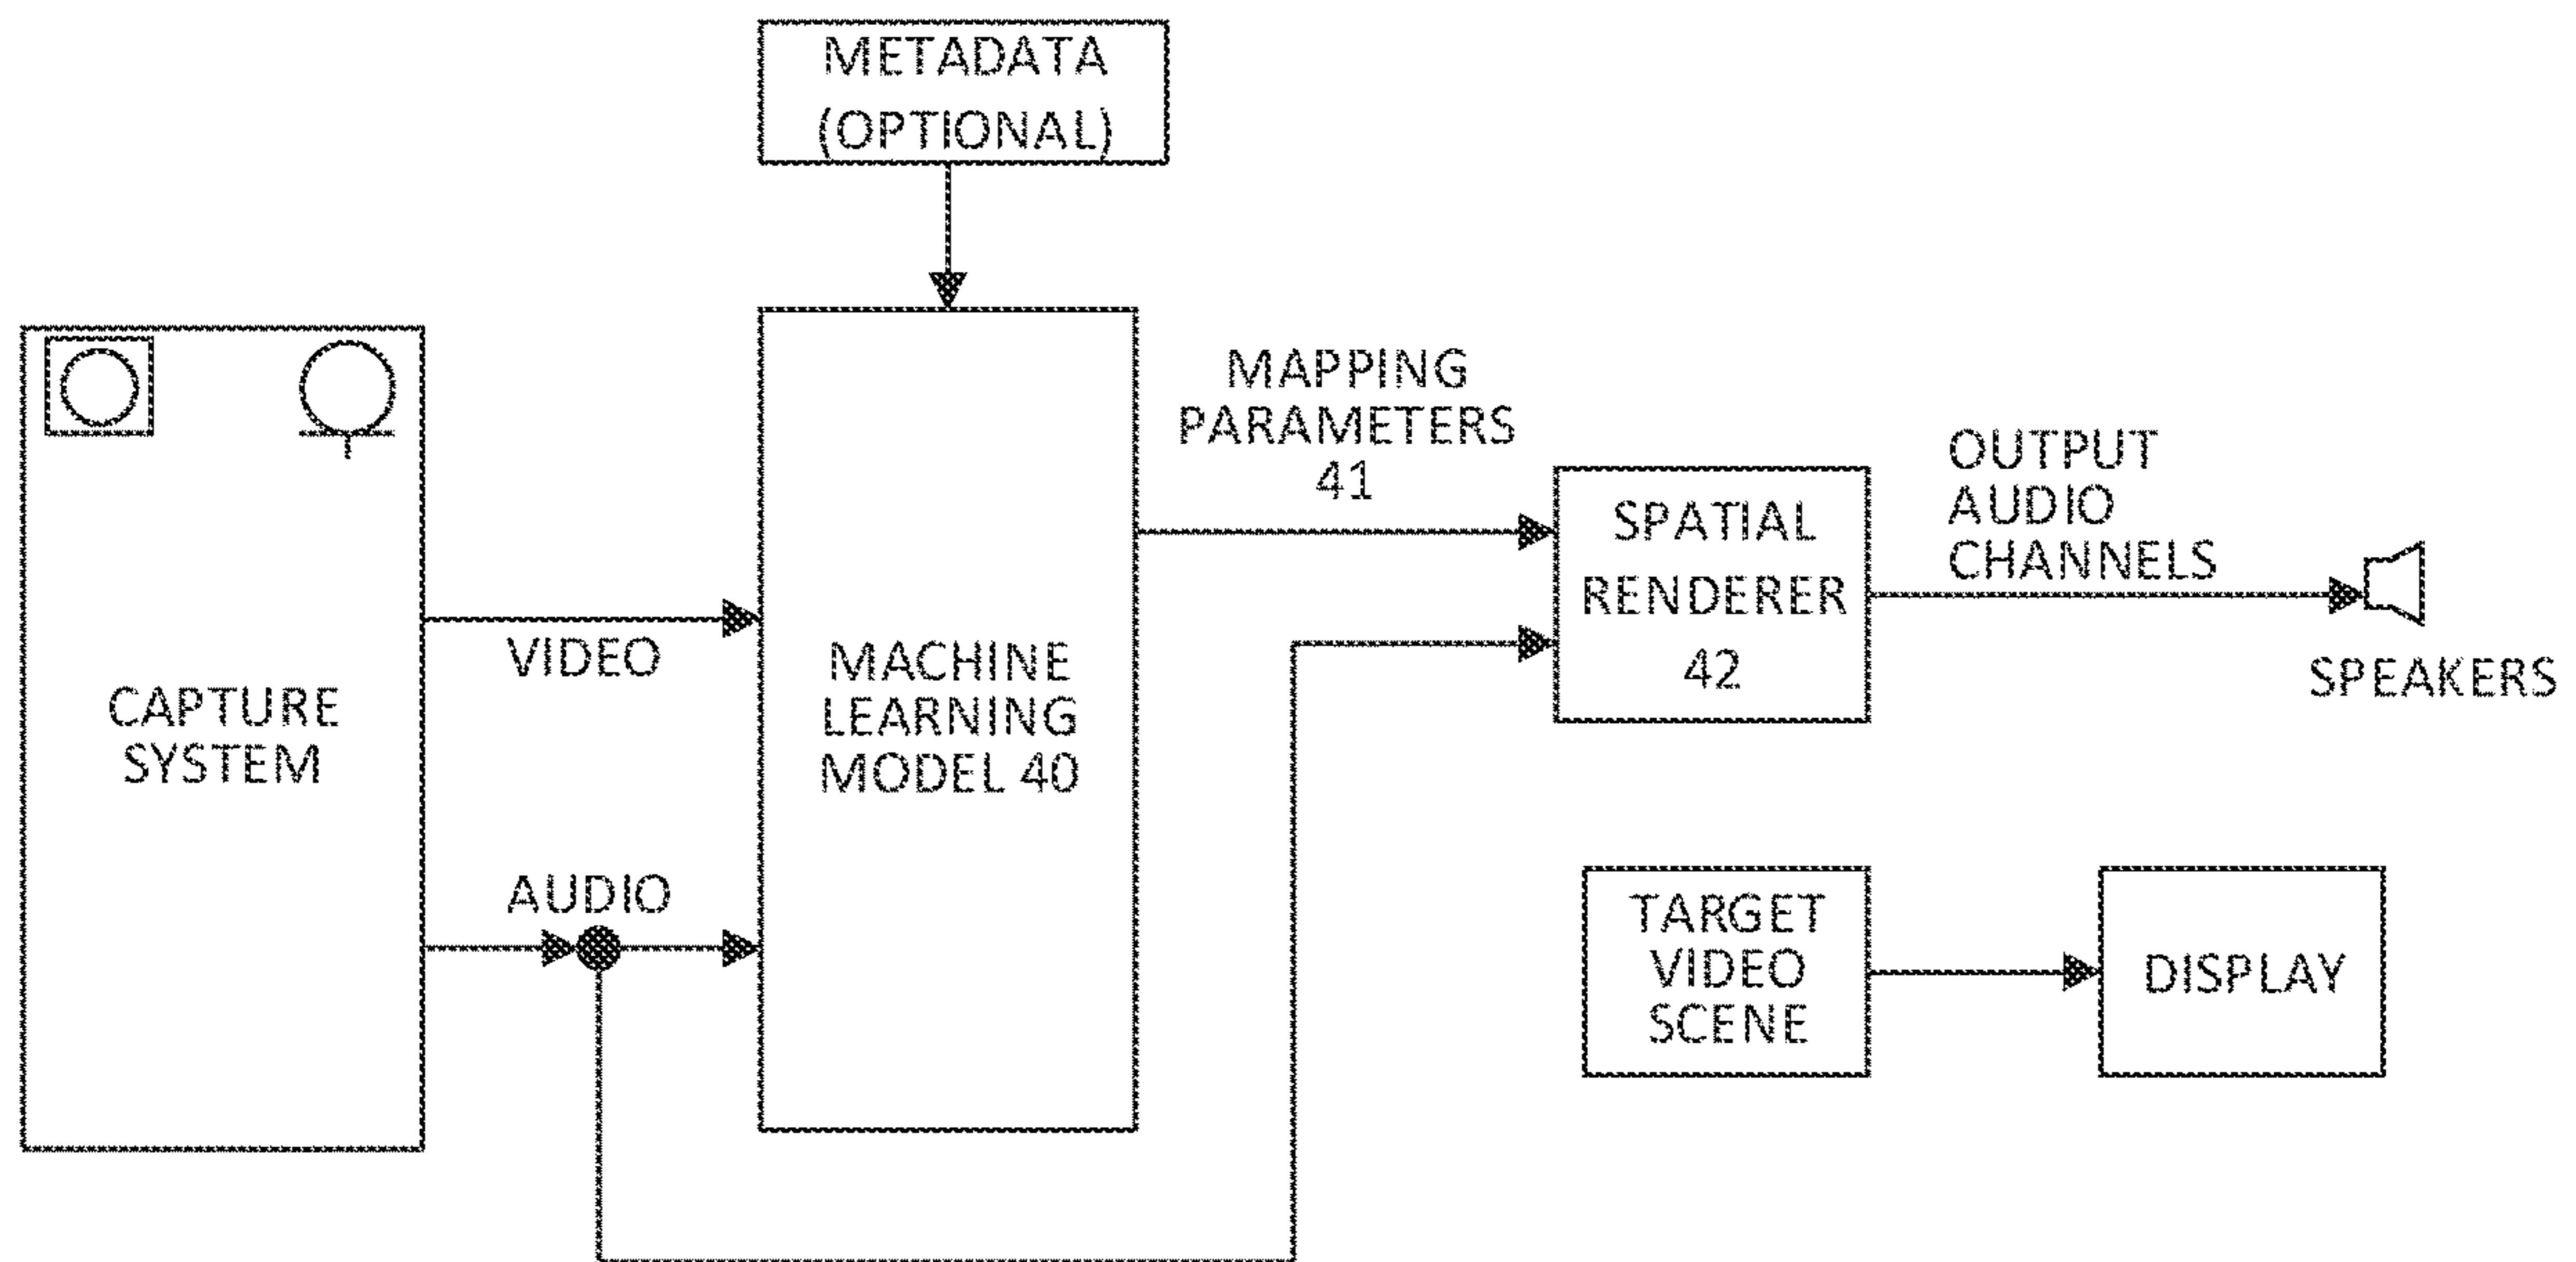 METADATA
(OPTIONAL)
CAPTURE
SYSTEM
VIDEO
AUDIO
MACHINE
LEARNING
MODEL 40
MAPPING
PARAMETERS
41
SPATIAL
RENDERER
42
OUTPUT
AUDIO
CHANNELS
SPEAKERS
TARGET
VIDEO
SCENE
DISPLAY